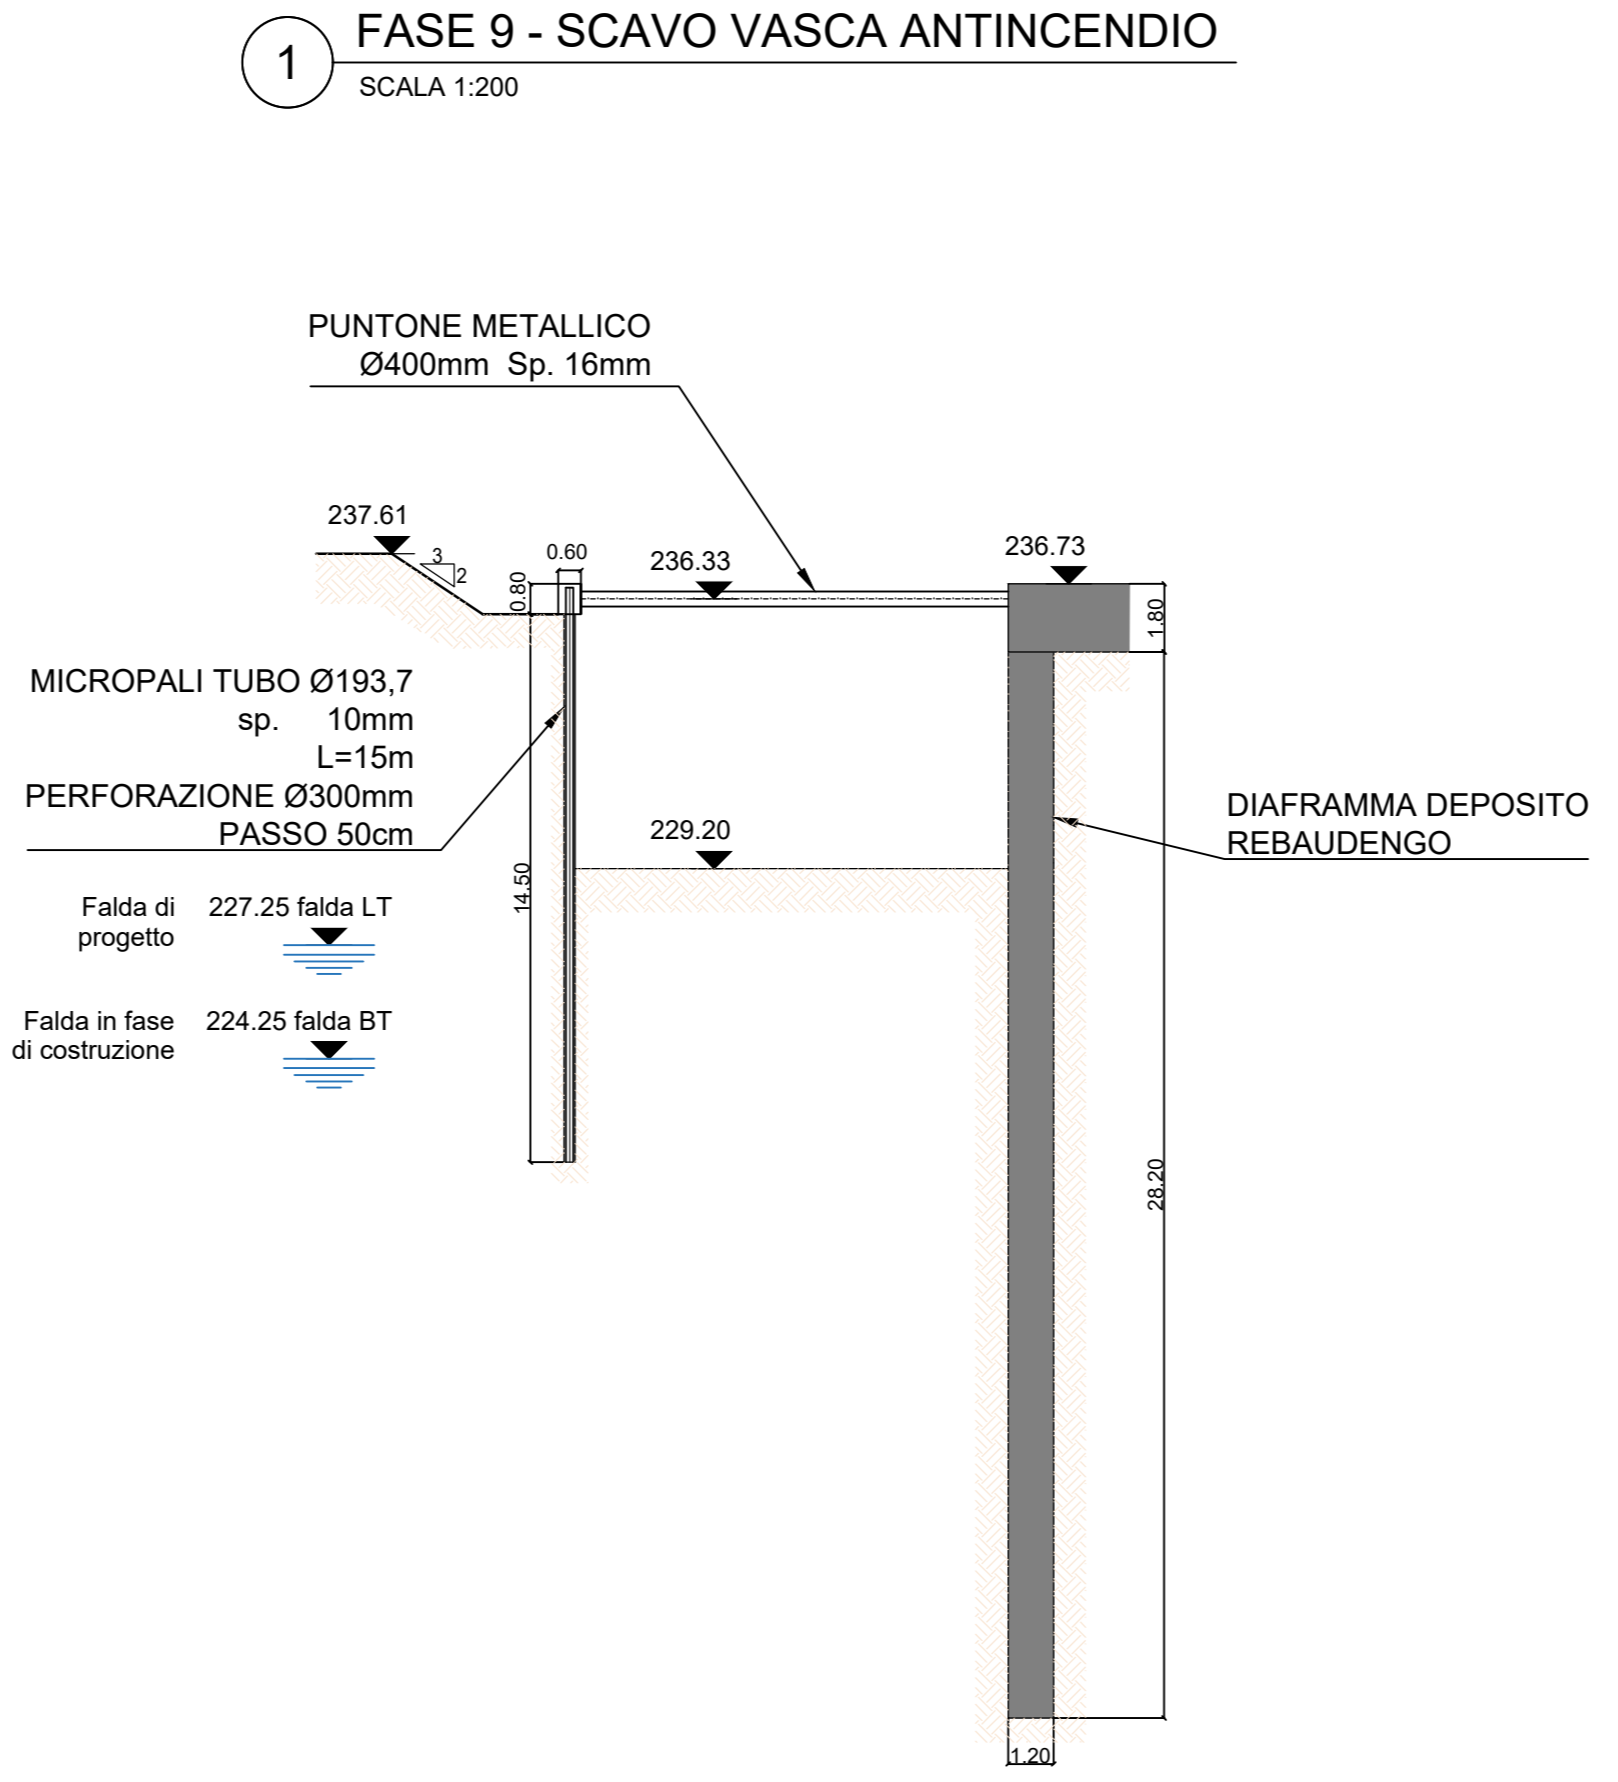 1
FASE 9 - SCAVO VASCA ANTINCENDIO
SCALA 1:200
PUNTONE METALLICO
Ø400mm Sp. 16mm
237.61
3
2
0.60
0.80
236.33
236.73
1.80
MICROPALI TUBO Ø193,7
sp. 10mm
L=15m
PERFORAZIONE Ø300mm
PASSO 50cm
DIAFRAMMA DEPOSITO
REBAUDENGO
229.20
14.50
Falda di
progetto
227.25 falda LT
Falda in fase
di costruzione
224.25 falda BT
28.20
1.20